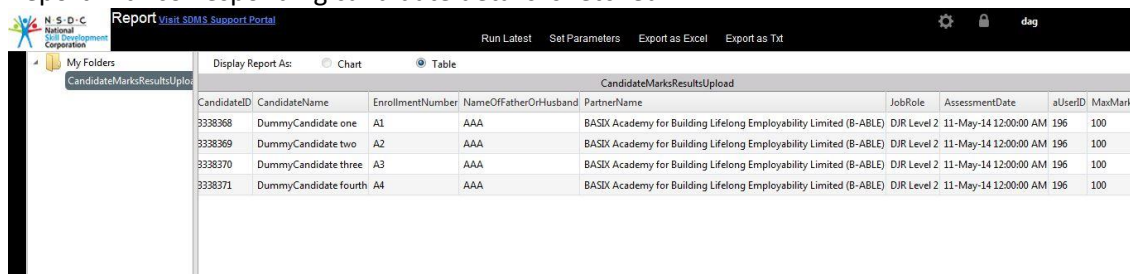 N·S·D·C
National
Skill Development
Corporation
Report Visit SDMS Support Portal
dag
Run Latest Set Parameters Export as Excel Export as Txt
My Folders
CandidateMarksResultsUploa
Display Report As: Chart Table
CandidateMarksResultsUpload
CandidateID CandidateName EnrollmentNumber NameOfFatherOrHusband PartnerName JobRole AssessmentDate aUserID MaxMark
3338368 DummyCandidate one A1 AAA BASIX Academy for Building Lifelong Employability Limited (B-ABLE) DJR Level 2 11-May-14 12:00:00 AM 196 100
3338369 DummyCandidate two A2 AAA BASIX Academy for Building Lifelong Employability Limited (B-ABLE) DJR Level 2 11-May-14 12:00:00 AM 196 100
3338370 DummyCandidate three A3 AAA BASIX Academy for Building Lifelong Employability Limited (B-ABLE) DJR Level 2 11-May-14 12:00:00 AM 196 100
3338371 DummyCandidate fourth A4 AAA BASIX Academy for Building Lifelong Employability Limited (B-ABLE) DJR Level 2 11-May-14 12:00:00 AM 196 100